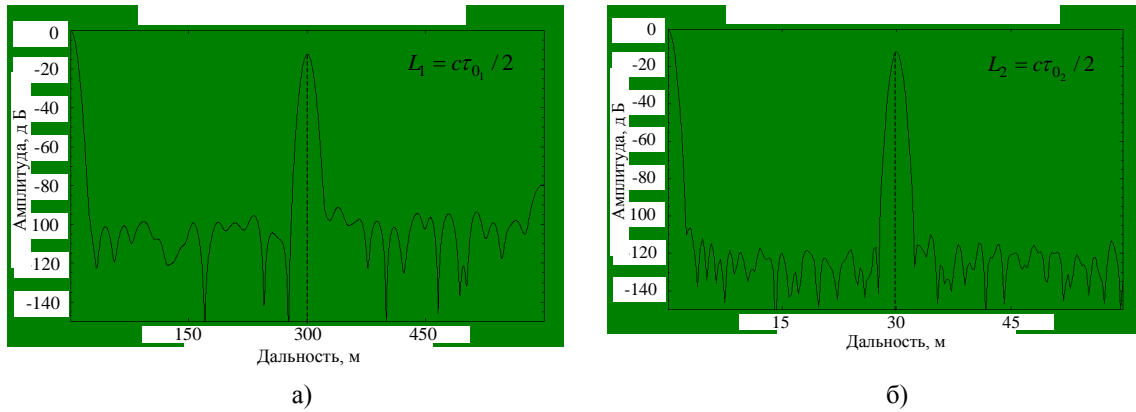 0
-20
-40
-60
-80
100
120
-140
Амплитуда, д Б
L₁ = cτ₀₁ / 2
150
300
450
Дальность, м
а)
0
-20
-40
-60
-80
100
-120
-140
Амплитуда, д Б
L₂ = cτ₀₂ / 2
15
30
45
Дальность, м
б)